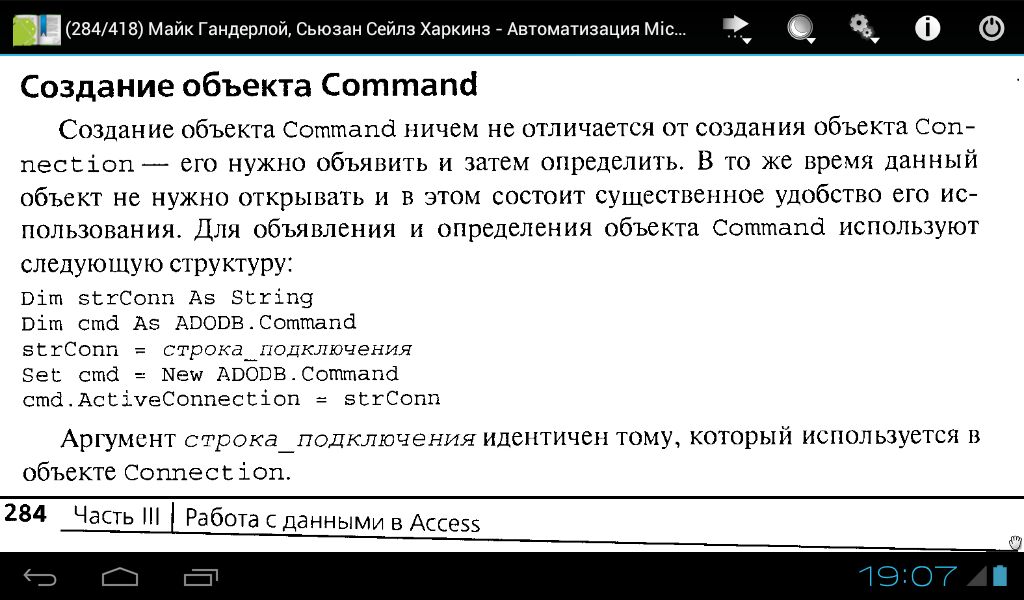 (284/418) Майк Гандерлой, Сьюзан Сейлз Харкинз - Автоматизация Mic...
Создание объекта Command
Создание объекта Command ничем не отличается от создания объекта Con-
nection — его нужно объявить и затем определить. В то же время данный
объект не нужно открывать и в этом состоит существенное удобство его ис-
пользования. Для объявления и определения объекта Command используют
следующую структуру:
Dim strConn As String
Dim cmd As ADODB.Command
strConn = строка_подключения
Set cmd = New ADODB.Command
cmd.ActiveConnection = strConn
Аргумент строка_подключения идентичен тому, который используется в
объекте Connection.
284 Часть III | Работа с данными в Access
19:07